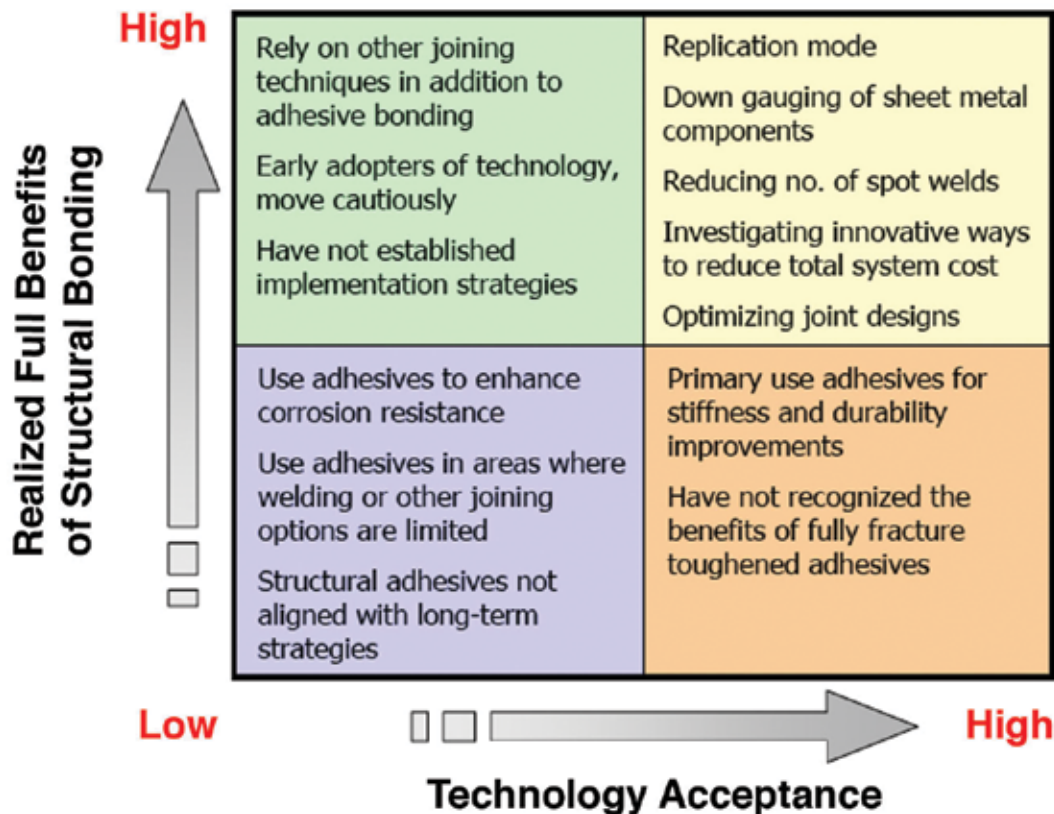 High
Realized Full Benefits
of Structural Bonding
Rely on other joining
techniques in addition to
adhesive bonding
Early adopters of technology,
move cautiously
Have not established
implementation strategies
Replication mode
Down gauging of sheet metal
components
Reducing no. of spot welds
Investigating innovative ways
to reduce total system cost
Optimizing joint designs
Use adhesives to enhance
corrosion resistance
Use adhesives in areas where
welding or other joining
options are limited
Structural adhesives not
aligned with long-term
strategies
Primary use adhesives for
stiffness and durability
improvements
Have not recognized the
benefits of fully fracture
toughened adhesives
Low
High
Technology Acceptance